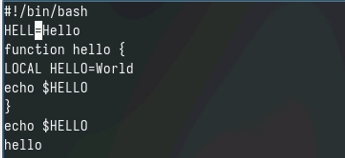 #!/bin/bash
HELL=Hello
function hello {
LOCAL HELLO=World
echo $HELLO
}
echo $HELLO
hello